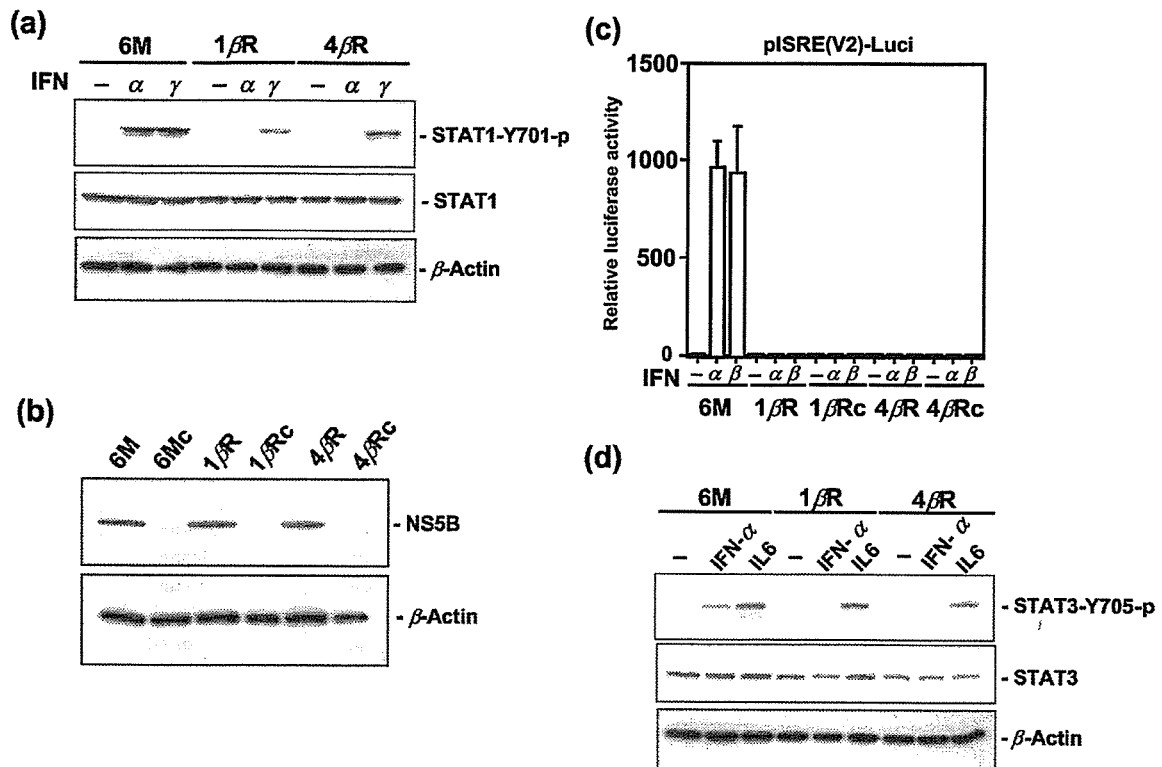 (a)
6M 1βR 4βR
IFN – α γ – α γ – α γ
- STAT1-Y701-p
- STAT1
- β-Actin
(b)
6M 6Mc 1βR 1βRc 4βR 4βRc
- NS5B
- β-Actin
(c)
pISRE(V2)-Luci
Relative luciferase activity
1500
1000
500
0
IFN – α β – α β – α β – α β – α β
6M 1βR 1βRc 4βR 4βRc
(d)
6M 1βR 4βR
– IFN-α IL6 – IFN-α IL6 – IFN-α IL6
- STAT3-Y705-p
- STAT3
- β-Actin